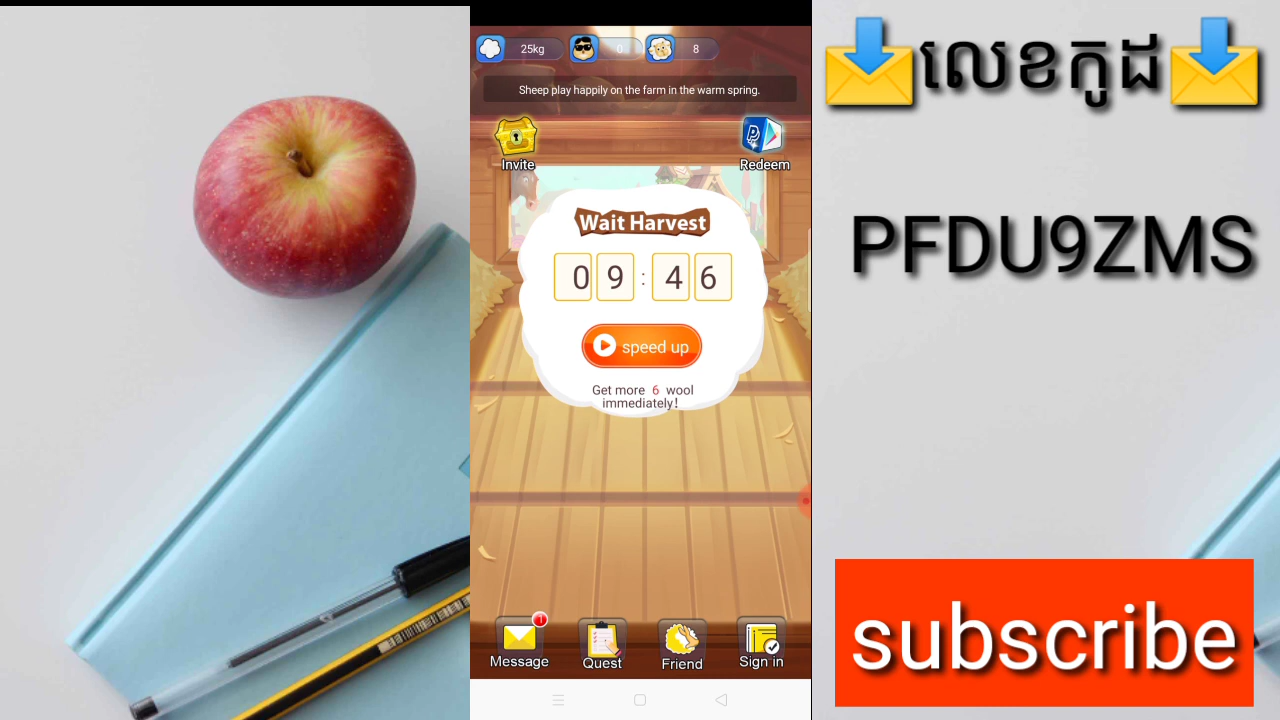 25kg
0
8
Sheep play happily on the farm in the warm spring.
Invite
Redeem
Wait Harvest
09:46
speed up
Get more 6 wool
immediately!
1
Message
Quest
Friend
Sign in
លេខកូដ
PFDU9ZMS
subscribe